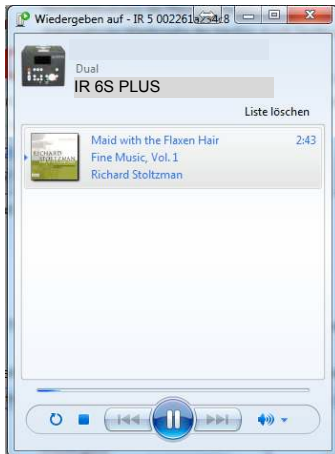 Wiedergeben auf - IR 5 002261
Dual
IR 6S PLUS
Liste löschen
Maid with the Flaxen Hair 2:43
Fine Music, Vol. 1
Richard Stoltzman
RICHARD
STOLTZMAN